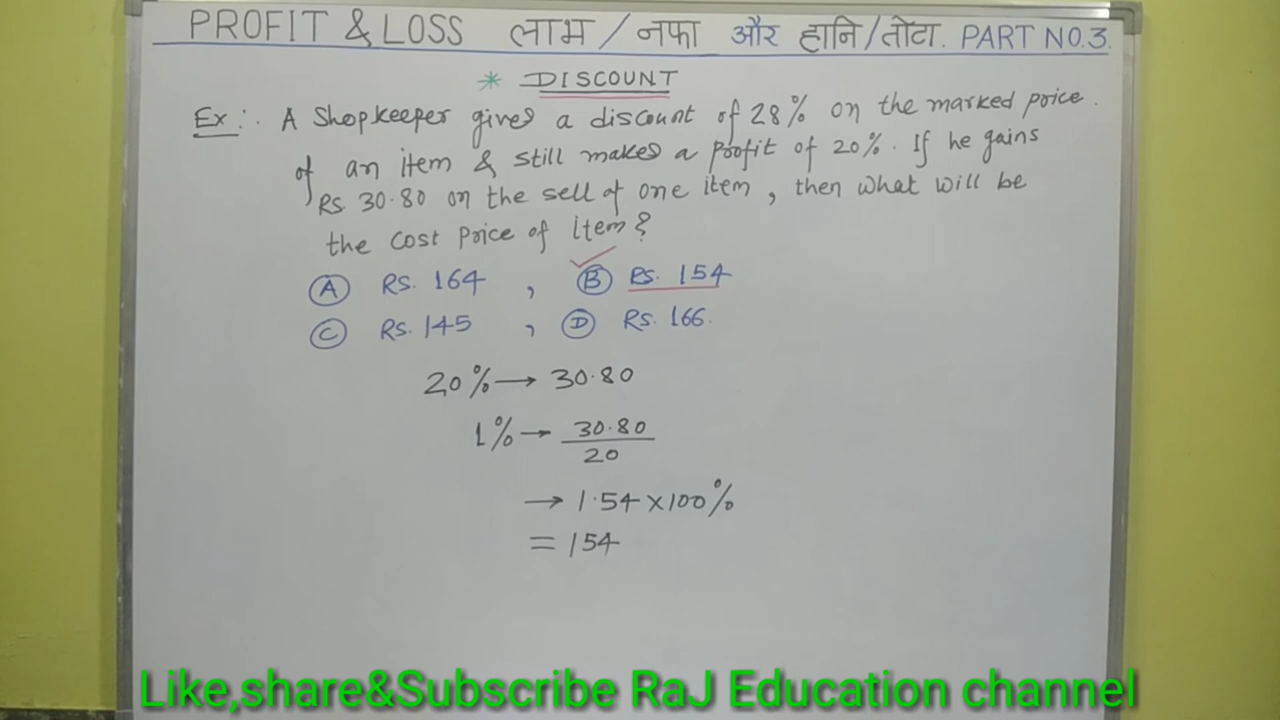 PROFIT & LOSS लाभ / नफा और हानि/तोटा. PART NO.3.
* DISCOUNT
Ex:. A Shopkeeper gives a discount of 28% on the marked price.
of an item & still makes a profit of 20%. If he gains
Rs 30.80 on the sell of one item, then what will be
the cost price of item?
(A) Rs. 164 , (B) Rs. 154
(C) Rs. 145 , (D) Rs. 166.
20% → 30.80
1% → 30.80
20
→ 1.54 × 100%
= 154
Like,share&Subscribe RaJ Education channel